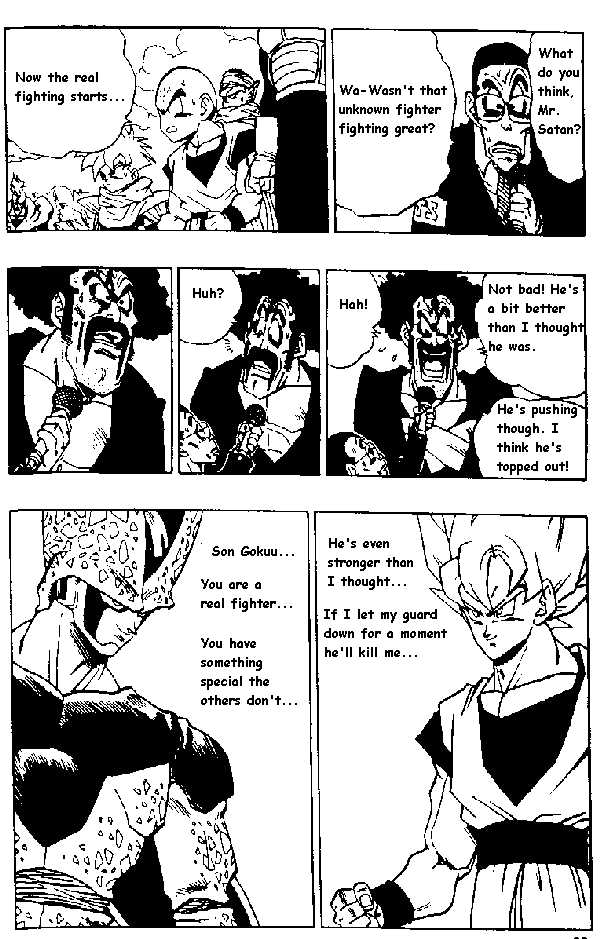 Now the real
fighting starts...
Wa-Wasn't that
unknown fighter
fighting great?
What
do you
think,
Mr.
Satan?
Huh?
Hah!
Not bad! He's
a bit better
than I thought
he was.
He's pushing
though. I
think he's
topped out!
Son Gokuu...
You are a
real fighter...
You have
something
special the
others don't...
He's even
stronger than
I thought...
If I let my guard
down for a moment
he'll kill me...